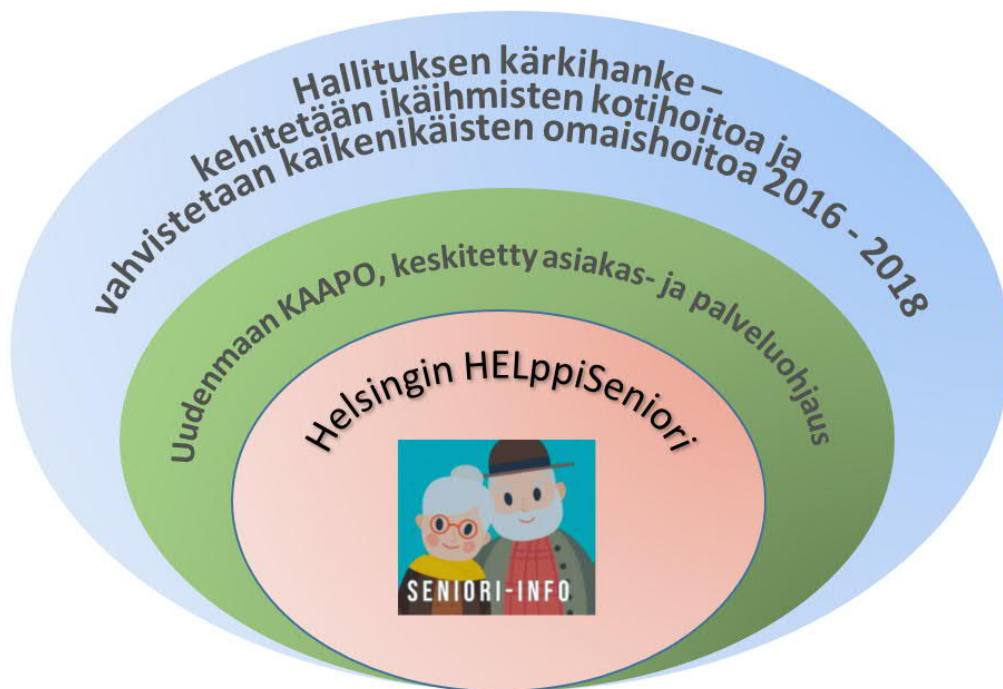 Hallituksen kärkihanke –
kehitetään ikäihmisten kotihoitoa ja
vahvistetaan kaikenikäisten omaishoitoa 2016 - 2018
Uudenmaan KAAPO, keskitetty asiakas- ja palveluohjaus
Helsingin HELppiSeniori
SENIORI-INFO